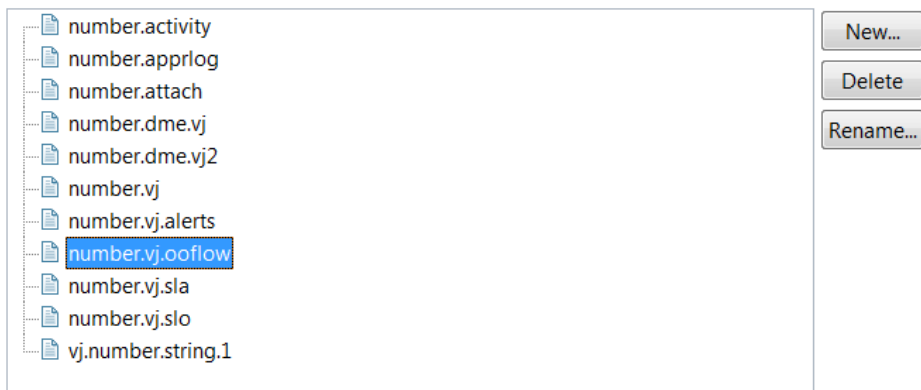 number.activity
number.apprlog
number.attach
number.dme.vj
number.dme.vj2
number.vj
number.vj.alerts
number.vj.ooflow
number.vj.sla
number.vj.slo
vj.number.string.1
New...
Delete
Rename...